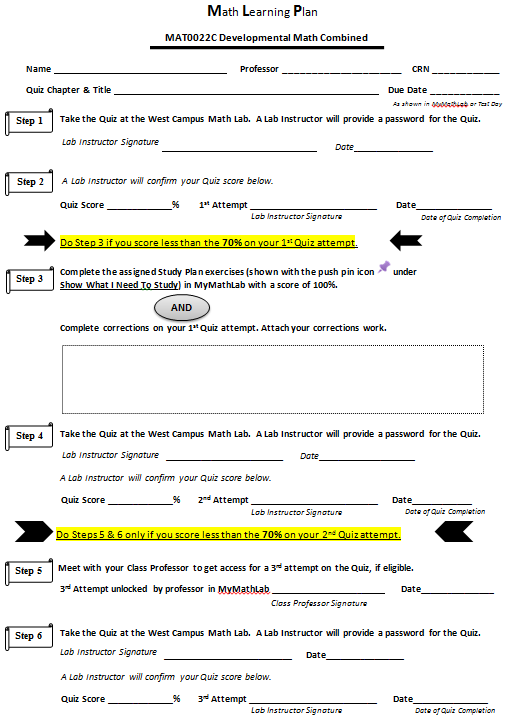 Math Learning Plan
MAT0022C Developmental Math Combined
Name ____________________ Professor ____________________ CRN __________
Quiz Chapter & Title ______________________________ Due Date __________
As shown in MyMathLab or Test Day
Step 1 Take the Quiz at the West Campus Math Lab. A Lab Instructor will provide a password for the Quiz.
Lab Instructor Signature ____________________ Date__________
Step 2 A Lab Instructor will confirm your Quiz score below.
Quiz Score __________% 1st Attempt ____________________ Date__________
Lab Instructor Signature Date of Quiz Completion
Do Step 3 if you score less than the 70% on your 1st Quiz attempt.
Step 3 Complete the assigned Study Plan exercises (shown with the push pin icon under
Show What I Need To Study) in MyMathLab with a score of 100%.
AND
Complete corrections on your 1st Quiz attempt. Attach your corrections work.
Step 4 Take the Quiz at the West Campus Math Lab. A Lab Instructor will provide a password for the Quiz.
Lab Instructor Signature ____________________ Date__________
A Lab Instructor will confirm your Quiz score below.
Quiz Score __________% 2nd Attempt ____________________ Date__________
Lab Instructor Signature Date of Quiz Completion
Do Steps 5 & 6 only if you score less than the 70% on your 2nd Quiz attempt.
Step 5 Meet with your Class Professor to get access for a 3rd attempt on the Quiz, if eligible.
3rd Attempt unlocked by professor in MyMathLab ____________________ Date__________
Class Professor Signature
Step 6 Take the Quiz at the West Campus Math Lab. A Lab Instructor will provide a password for the Quiz.
Lab Instructor Signature ____________________ Date__________
A Lab Instructor will confirm your Quiz score below.
Quiz Score __________% 3rd Attempt ____________________ Date__________
Lab Instructor Signature Date of Quiz Completion